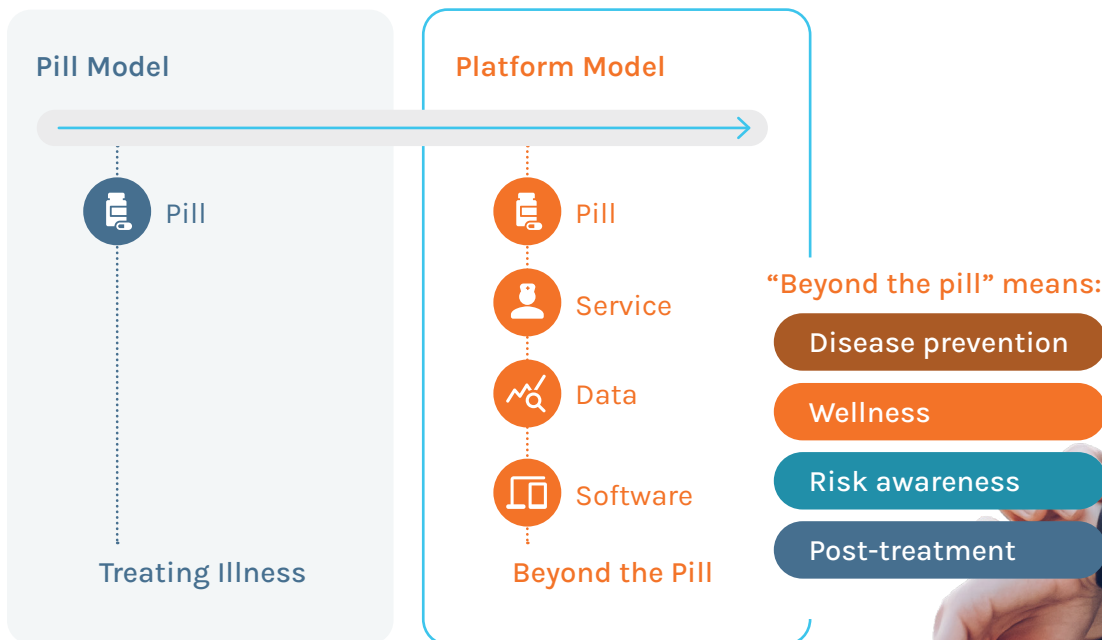 Pill Model
Pill
Treating Illness
Platform Model
Pill
Service
Data
Software
Beyond the Pill
“Beyond the pill” means:
Disease prevention
Wellness
Risk awareness
Post-treatment